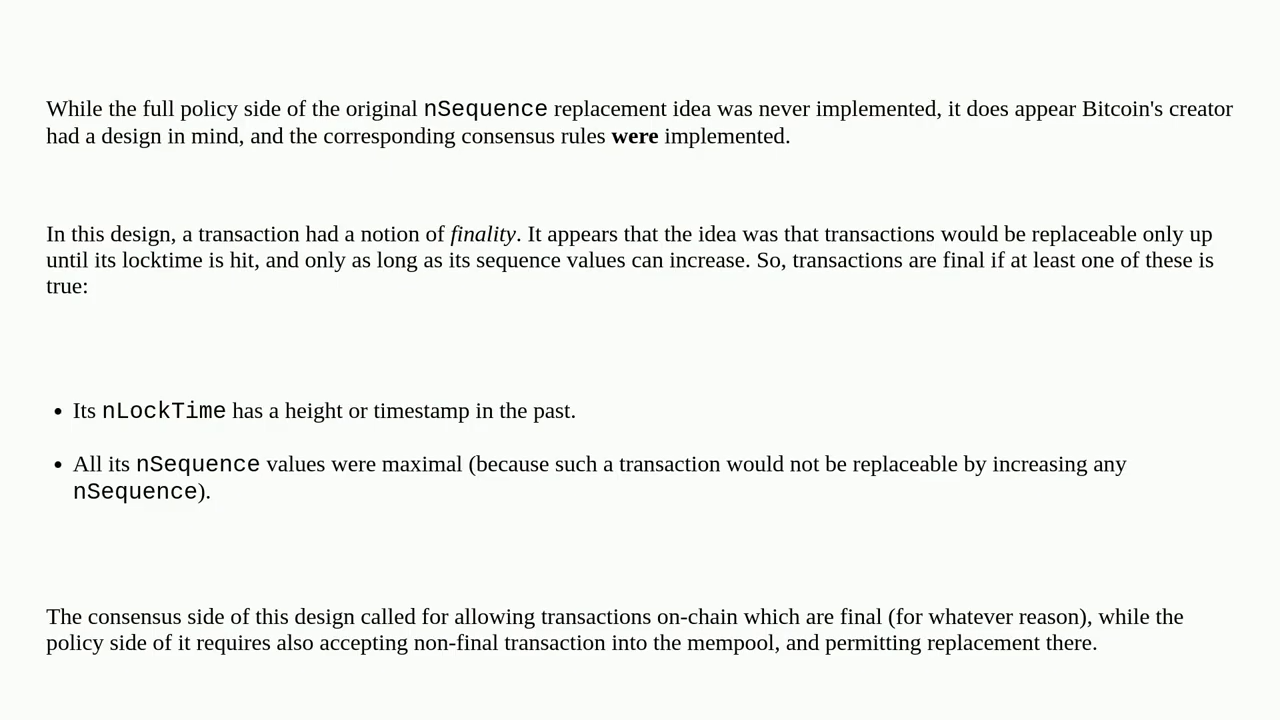 While the full policy side of the original nSequence replacement idea was never implemented, it does appear Bitcoin's creator
had a design in mind, and the corresponding consensus rules were implemented.
In this design, a transaction had a notion of finality. It appears that the idea was that transactions would be replaceable only up
until its locktime is hit, and only as long as its sequence values can increase. So, transactions are final if at least one of these is
true:
• Its nLockTime has a height or timestamp in the past.
• All its nSequence values were maximal (because such a transaction would not be replaceable by increasing any
nSequence).
The consensus side of this design called for allowing transactions on-chain which are final (for whatever reason), while the
policy side of it requires also accepting non-final transaction into the mempool, and permitting replacement there.